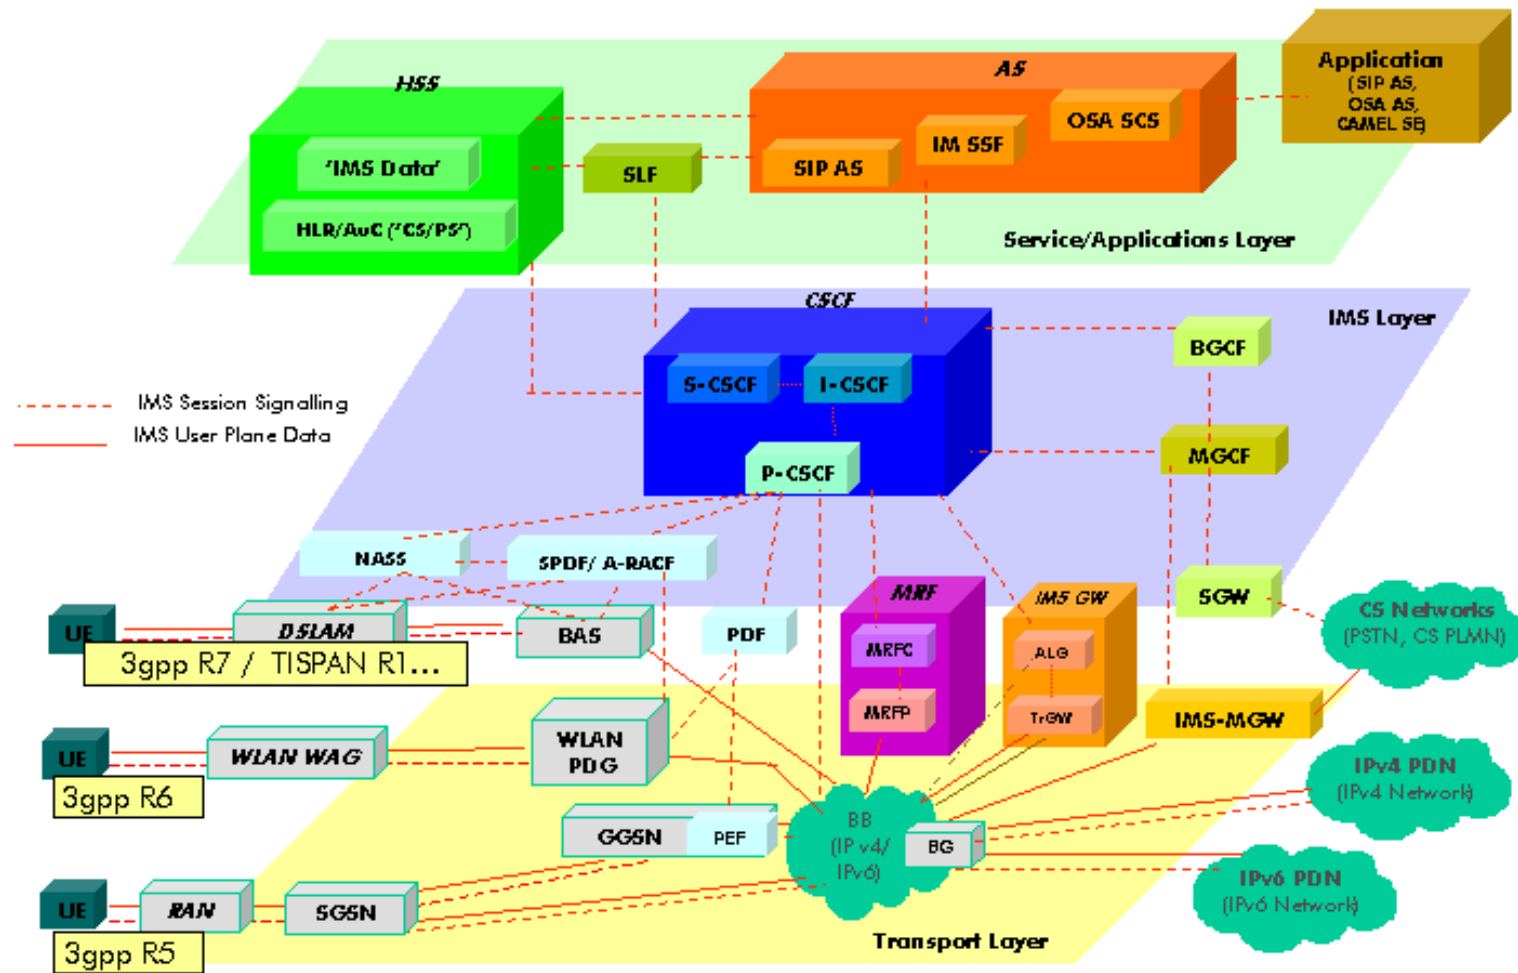 HSS
'IMS Data'
HLR/AuC ('CS/PS')
SLF
AS
SIP AS
IM SSF
OSA SCS
Application
(SIP AS,
OSA AS,
CAMEL SE)
Service/Applications Layer
CSCF
S-CSCF
I-CSCF
P-CSCF
IMS Layer
BGCF
MGCF
IMS Session Signalling
IMS User Plane Data
NASS
SPDF/ A-RACF
UE
DSLAM
BAS
3gpp R7 / TISPAN R1...
PDF
MRF
MRFC
MRFP
IMS GW
ALG
TrGW
SGW
CS Networks
(PSTN, CS PLMN)
IMS-MGW
UE
WLAN WAG
WLAN
PDG
3gpp R6
GGSN
PEF
BB
(IP v4/
IPv6)
BG
IPv4 PDN
(IPv4 Network)
IPv6 PDN
(IPv6 Network)
UE
RAN
SGSN
3gpp R5
Transport Layer